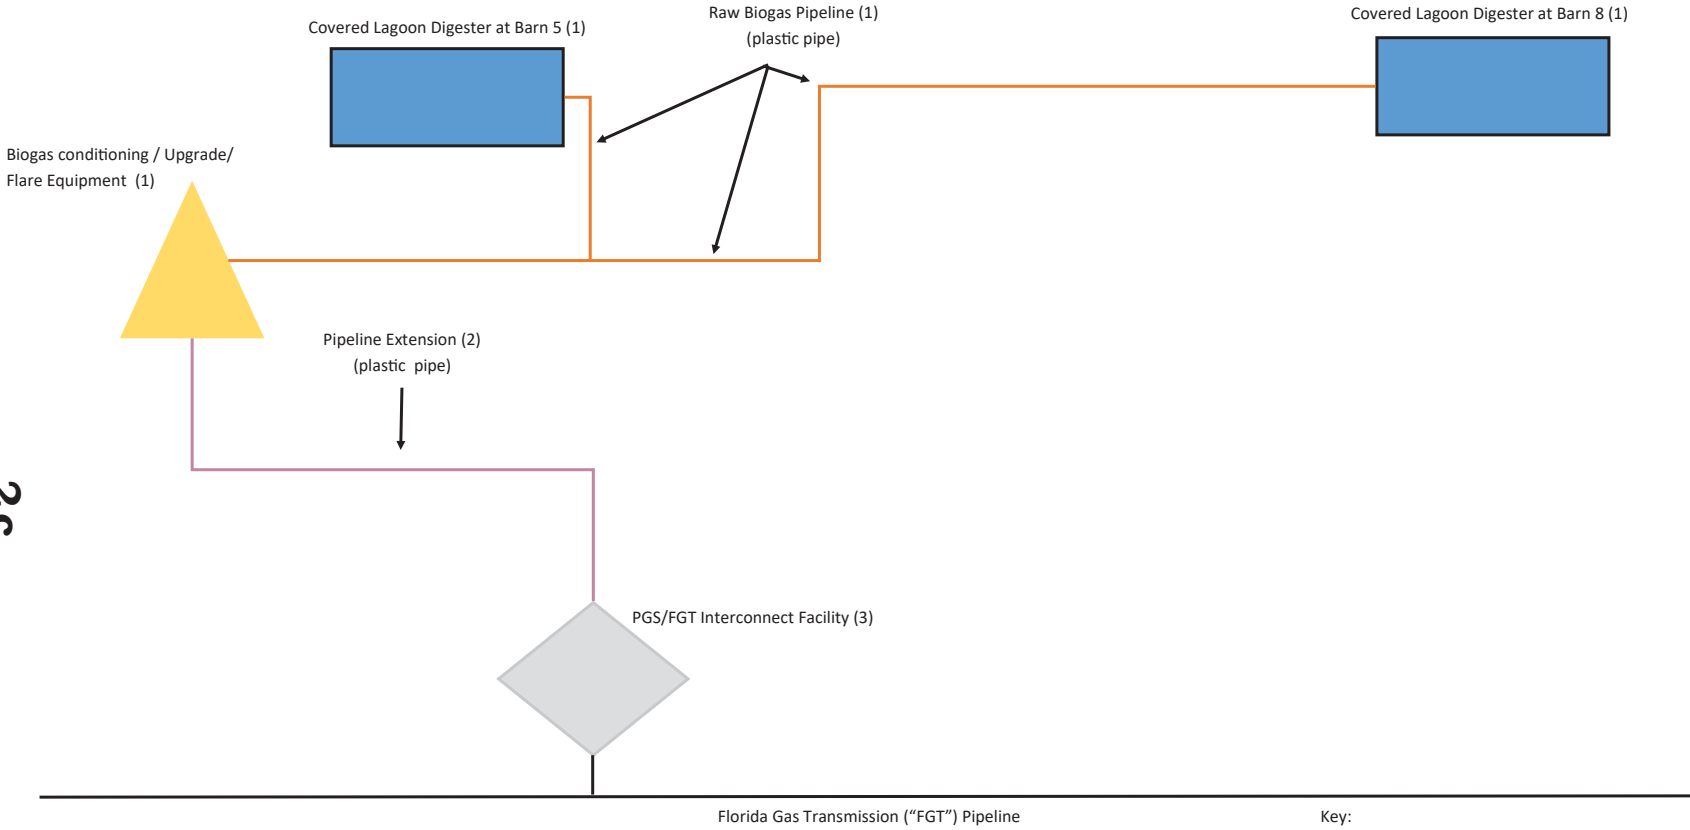 Raw Biogas Pipeline (1)
(plastic pipe)
Covered Lagoon Digester at Barn 5 (1)
Covered Lagoon Digester at Barn 8 (1)
Biogas conditioning / Upgrade/
Flare Equipment (1)
Pipeline Extension (2)
(plastic pipe)
PGS/FGT Interconnect Facility (3)
Florida Gas Transmission (“FGT”) Pipeline
Key: